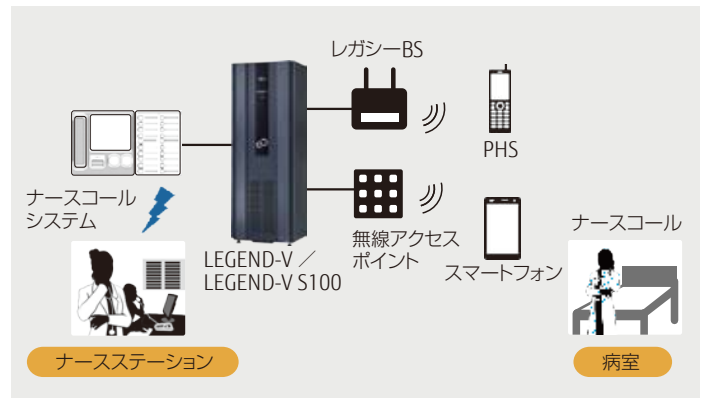 レガシーBS
PHS
ナースコール
システム
LEGEND-V ／
LEGEND-V S100
無線アクセス
ポイント
スマートフォン
ナースコール
ナースステーション
病室